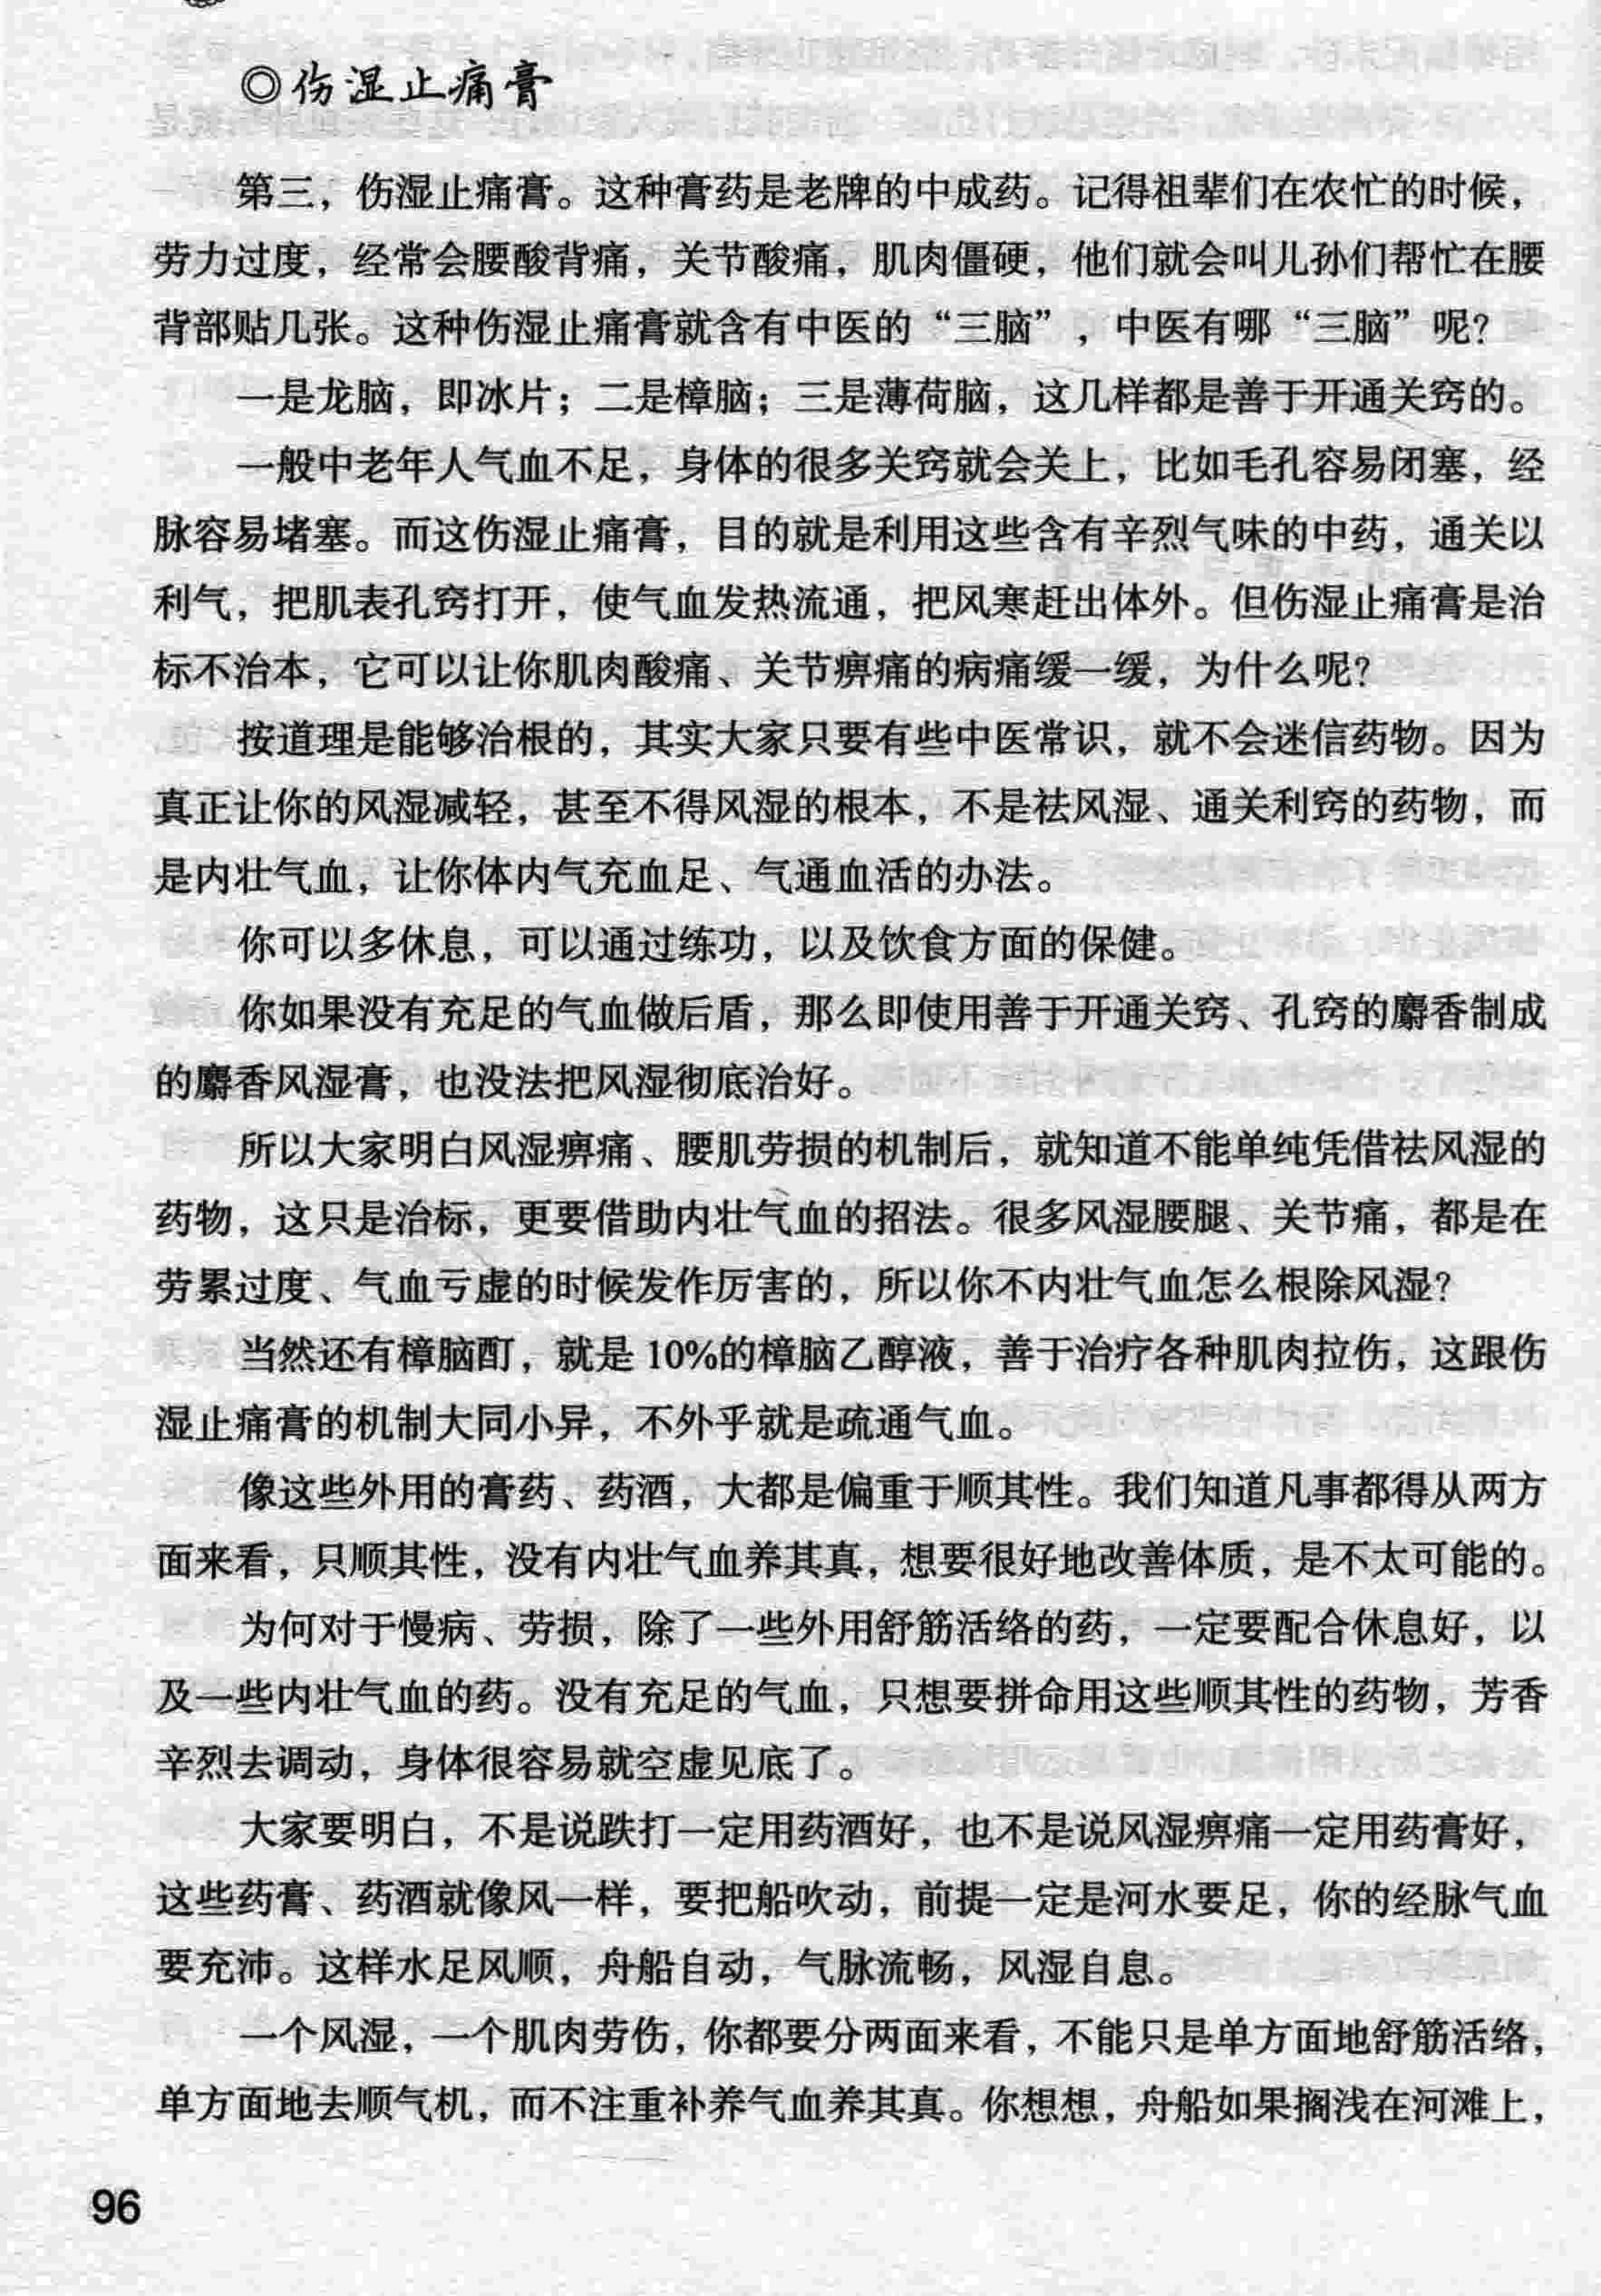 ◎伤湿止痛膏
第三，伤湿止痛膏。这种膏药是老牌的中成药。记得祖辈们在农忙的时候，
劳力过度，经常会腰酸背痛，关节酸痛，肌肉僵硬，他们就会叫儿孙们帮忙在腰
背部贴几张。这种伤湿止痛膏就含有中医的“三脑”，中医有哪“三脑”呢？
一是龙脑，即冰片；二是樟脑；三是薄荷脑，这几样都是善于开通关窍的。
一般中老年人气血不足，身体的很多关窍就会关上，比如毛孔容易闭塞，经
脉容易堵塞。而这伤湿止痛膏，目的就是利用这些含有辛烈气味的中药，通关以
利气，把肌表孔窍打开，使气血发热流通，把风寒赶出体外。但伤湿止痛膏是治
标不治本，它可以让你肌肉酸痛、关节痹痛的病痛缓一缓，为什么呢？
按道理是能够治根的，其实大家只要有些中医常识，就不会迷信药物。因为
真正让你的风湿减轻，甚至不得风湿的根本，不是祛风湿、通关利窍的药物，而
是内壮气血，让你体内气充血足、气通血活的办法。
你可以多休息，可以通过练功，以及饮食方面的保健。
你如果没有充足的气血做后盾，那么即使用善于开通关窍、孔窍的麝香制成
的麝香风湿膏，也没法把风湿彻底治好。
所以大家明白风湿痹痛、腰肌劳损的机制后，就知道不能单纯凭借祛风湿的
药物，这只是治标，更要借助内壮气血的招法。很多风湿腰腿、关节痛，都是在
劳累过度、气血亏虚的时候发作厉害的，所以你不内壮气血怎么根除风湿？
当然还有樟脑酊，就是10%的樟脑乙醇液，善于治疗各种肌肉拉伤，这跟伤
湿止痛膏的机制大同小异，不外乎就是疏通气血。
像这些外用的膏药、药酒，大都是偏重于顺其性。我们知道凡事都得从两方
面来看，只顺其性，没有内壮气血养其真，想要很好地改善体质，是不太可能的。
为何对于慢病、劳损，除了一些外用舒筋活络的药，一定要配合休息好，以
及一些内壮气血的药。没有充足的气血，只想要拼命用这些顺其性的药物，芳香
辛烈去调动，身体很容易就空虚见底了。
大家要明白，不是说跌打一定用药酒好，也不是说风湿痹痛一定用药膏好，
这些药膏、药酒就像风一样，要把船吹动，前提一定是河水要足，你的经脉气血
要充沛。这样水足风顺，舟船自动，气脉流畅，风湿自息。
一个风湿，一个肌肉劳伤，你都要分两面来看，不能只是单方面地舒筋活络，
单方面地去顺气机，而不注重补养气血养其真。你想想，舟船如果搁浅在河滩上，
96